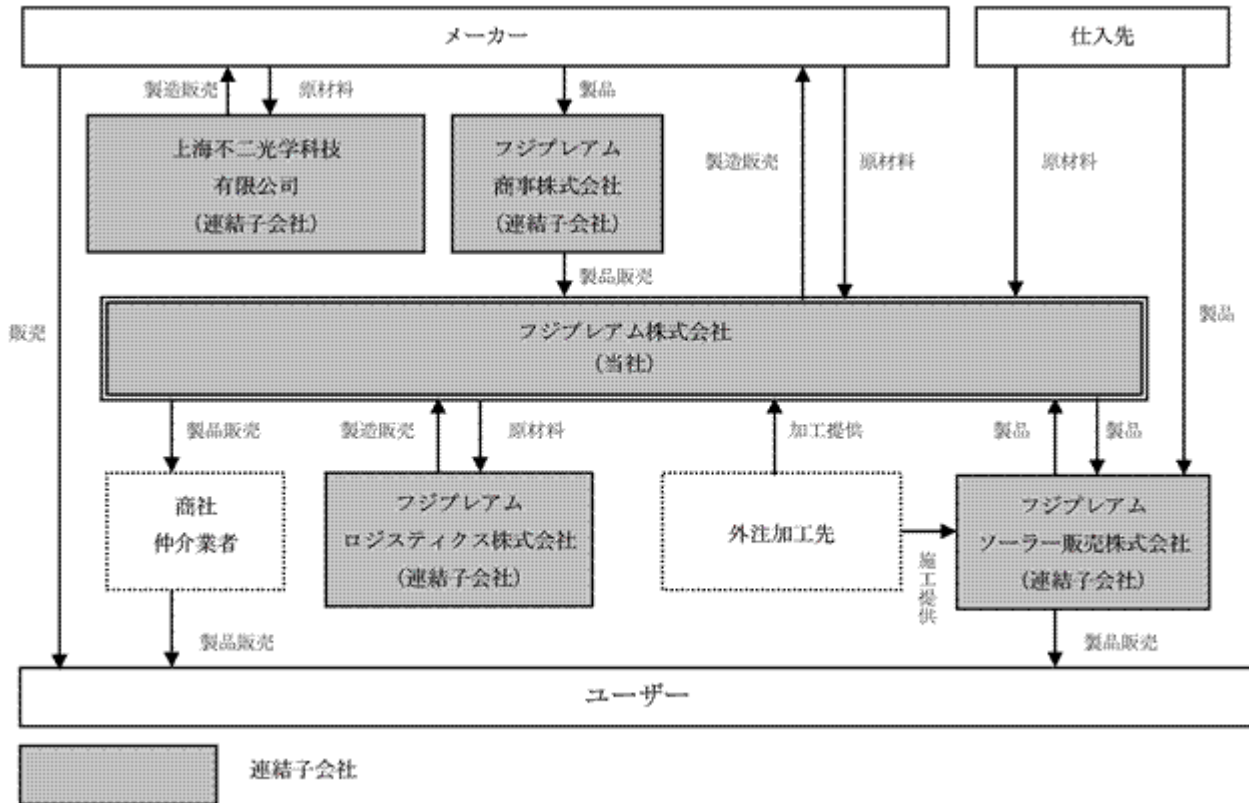 メーカー
仕入先
製造販売
原材料
製品
上海不二光学科技
有限公司
(連結子会社)
フジプレアム
商事株式会社
(連結子会社)
製造販売
原材料
原材料
製品販売
販売
製品
フジプレアム株式会社
(当社)
製品販売
製造販売
原材料
加工提供
製品
製品
商社
仲介業者
フジプレアム
ロジスティクス株式会社
(連結子会社)
外注加工先
施工提供
フジプレアム
ソーラー販売株式会社
(連結子会社)
製品販売
製品販売
ユーザー
連結子会社